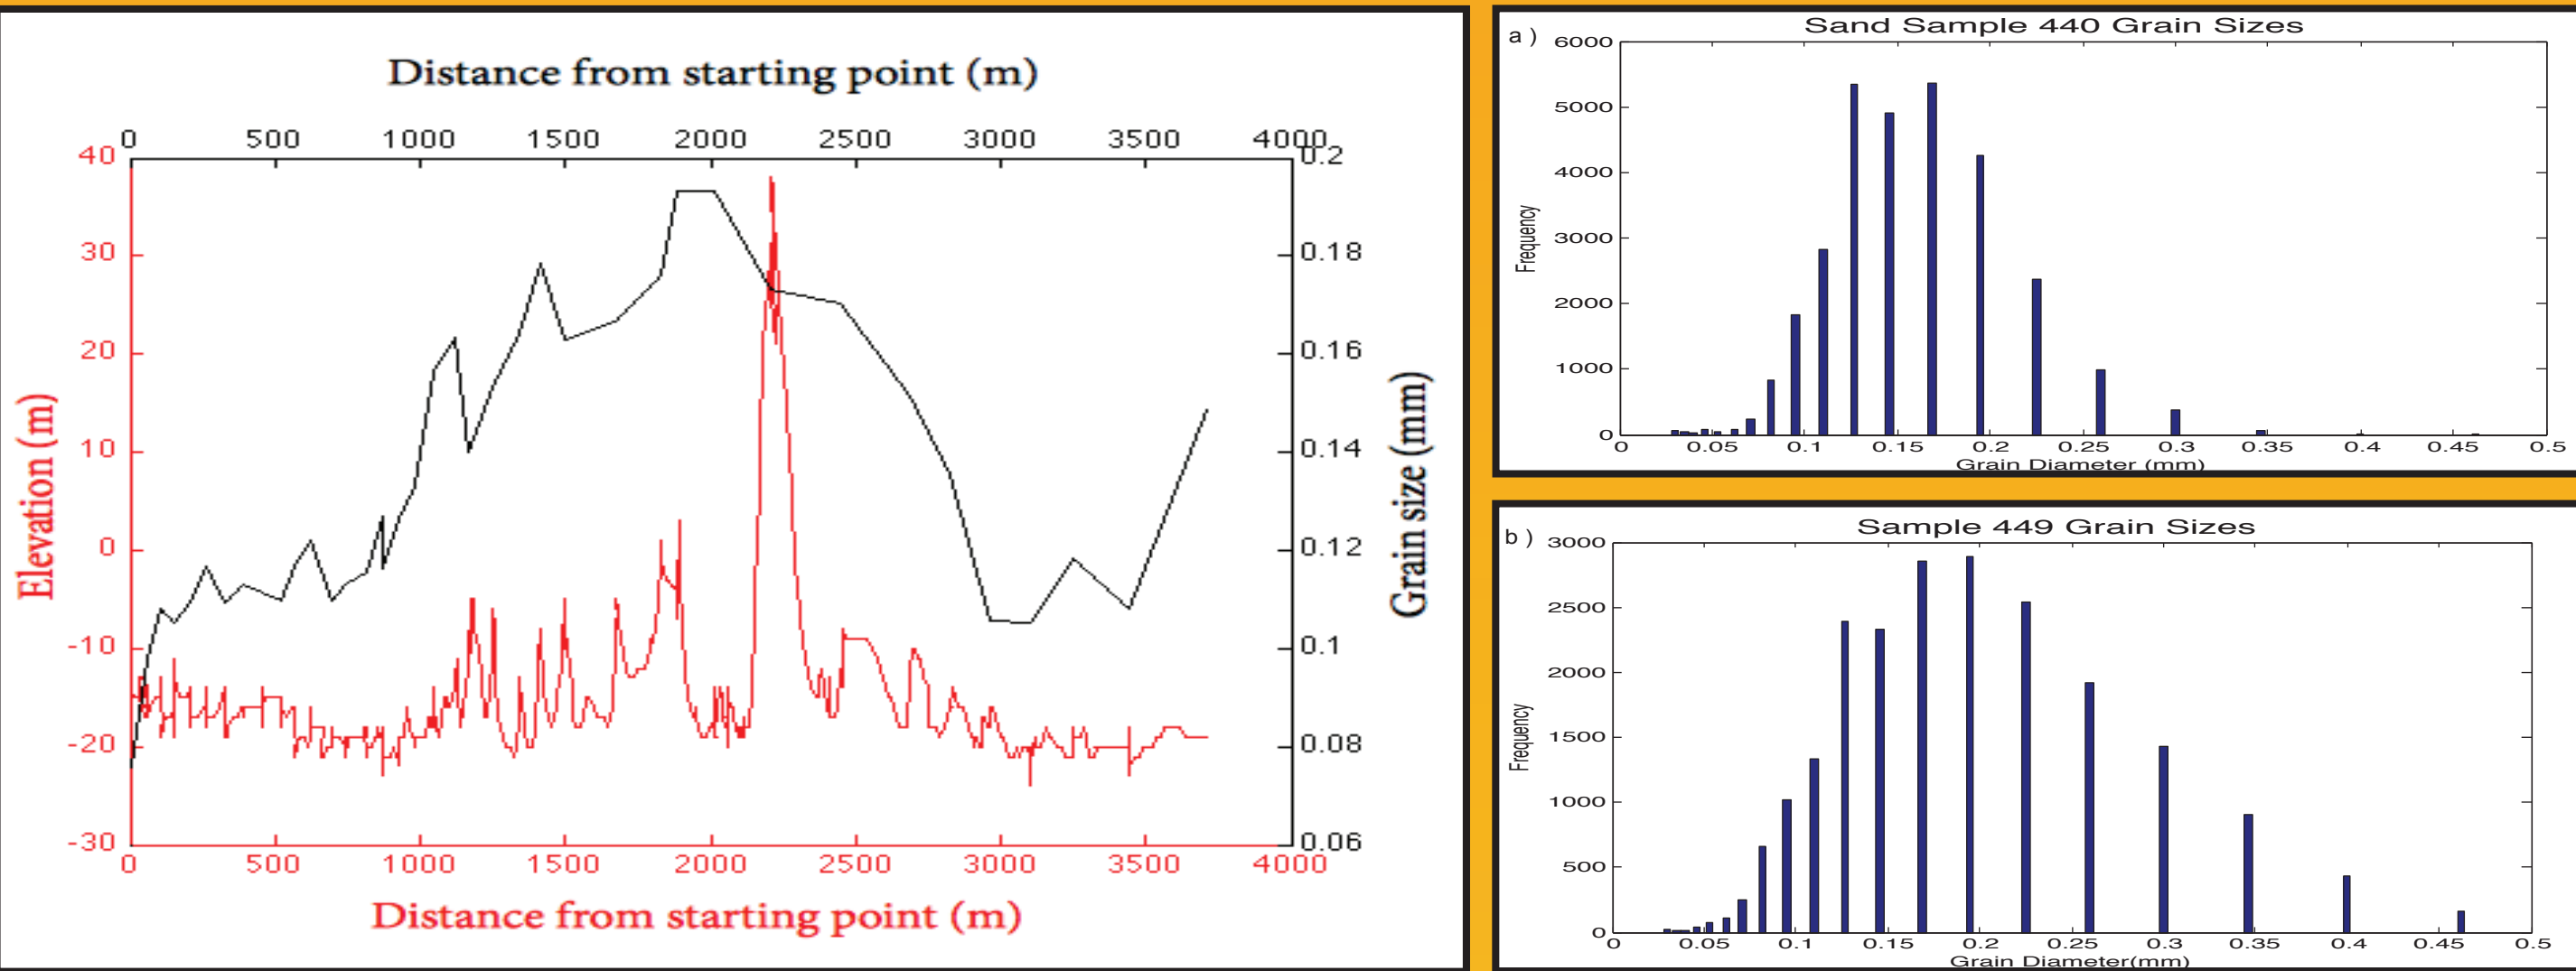 Distance from starting point (m)
0 500 1000 1500 2000 2500 3000 3500 4000
40 0.2
30 0.18
20 0.16
10 0.14
0 0.12
-10 0.1
-20 0.08
-30 0.06
Elevation (m)
Grain size (mm)
0 500 1000 1500 2000 2500 3000 3500 4000
Distance from starting point (m)
a ) Sand Sample 440 Grain Sizes
6000
5000
4000
3000
2000
1000
0
Frequency
0 0.05 0.1 0.15 0.2 0.25 0.3 0.35 0.4 0.45 0.5
Grain Diameter (mm)
b ) Sample 449 Grain Sizes
3000
2500
2000
1500
1000
500
0
Frequency
0 0.05 0.1 0.15 0.2 0.25 0.3 0.35 0.4 0.45 0.5
Grain Diameter(mm)